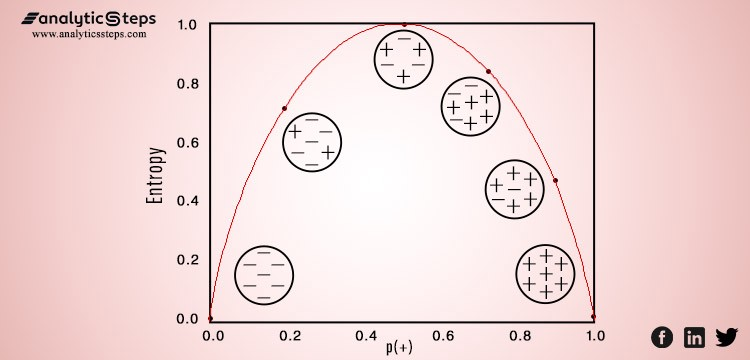 analyticSteps
www.analyticssteps.com
1.0
0.8
0.6
0.4
0.2
0.0
Entropy
0.0 0.2 0.4 0.6 0.8 1.0
p(+)
− + + − − +
− − + + + + − + +
− + − − − + −
+ + + − − + +
− − − − − − −
+ + + + + + +